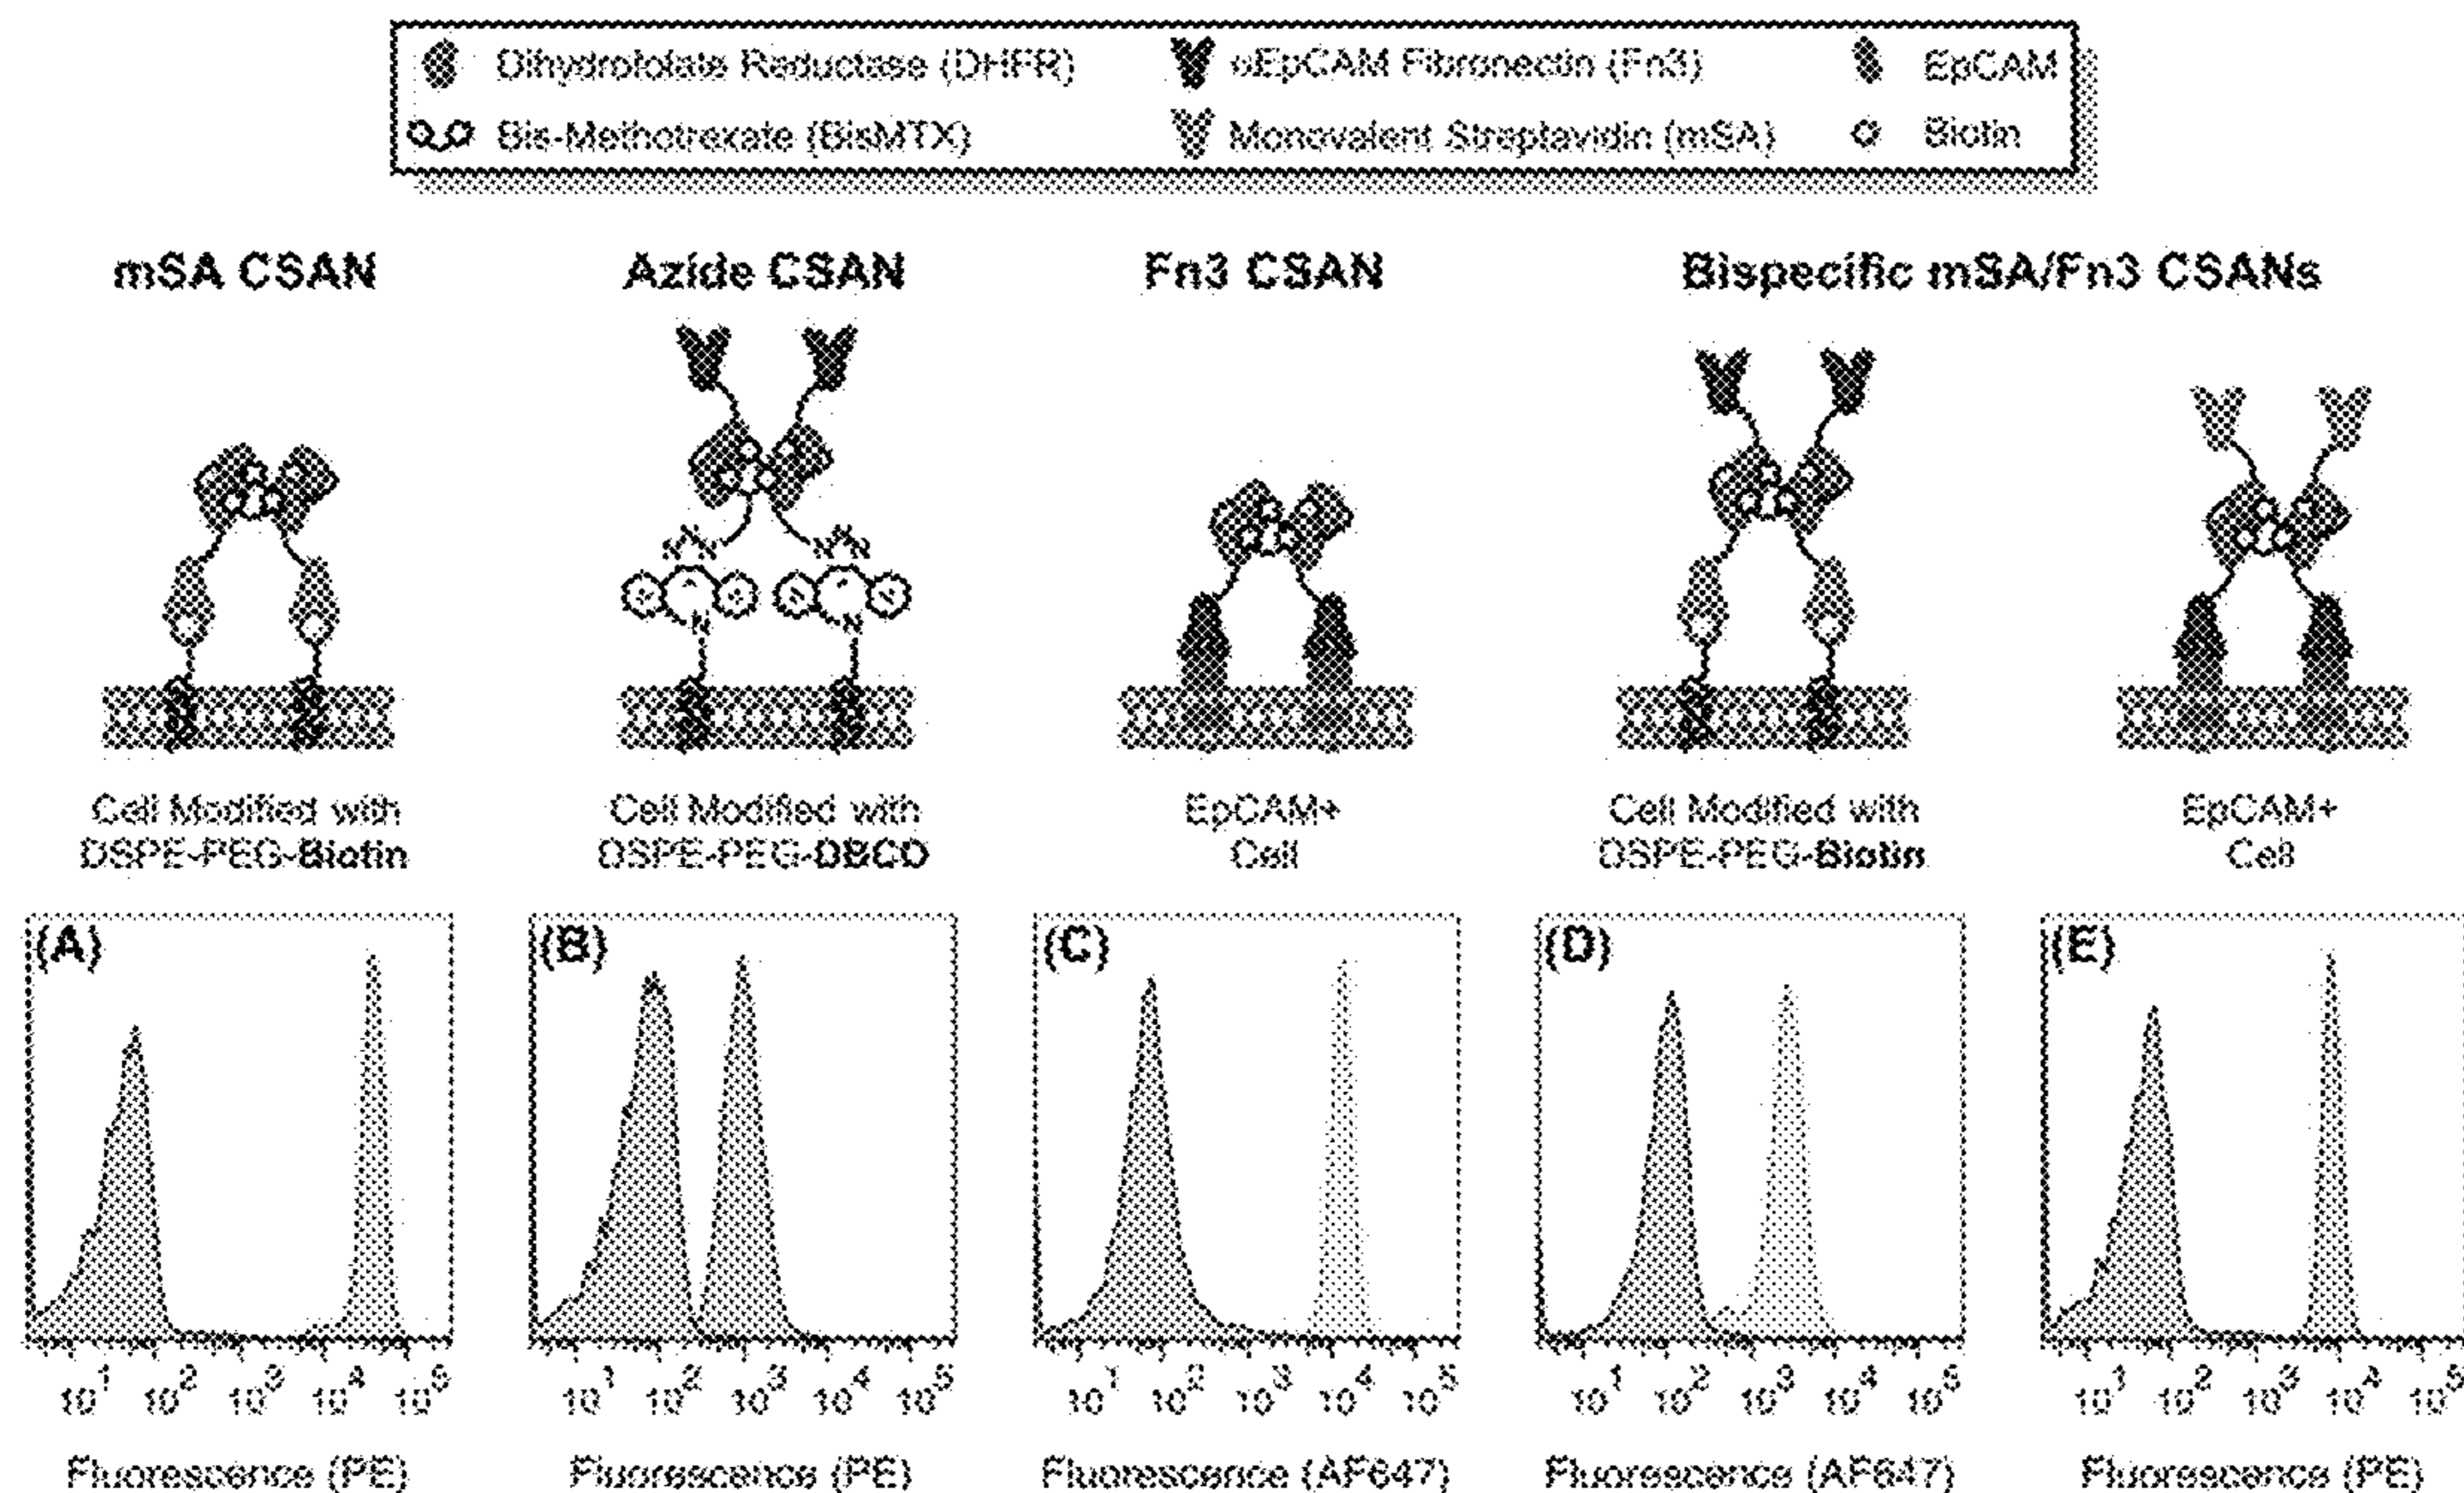 Dihydrofolate Reductase (DHFR)
αEpCAM Fibronectin (Fn3)
EpCAM
Bis-Methotrexate (BisMTX)
Monovalent Streptavidin (mSA)
Biotin
mSA CSAN
Azide CSAN
Fn3 CSAN
Bispecific mSA/Fn3 CSANs
N N N
N N N
N
N
Cell Modified with
DSPE-PEG-Biotin
Cell Modified with
DSPE-PEG-DBCO
EpCAM+
Cell
Cell Modified with
DSPE-PEG-Biotin
EpCAM+
Cell
(A)
(B)
(C)
(D)
(E)
10¹ 10² 10³ 10⁴ 10⁵
10¹ 10² 10³ 10⁴ 10⁵
10¹ 10² 10³ 10⁴ 10⁵
10¹ 10² 10³ 10⁴ 10⁵
10¹ 10² 10³ 10⁴ 10⁵
Fluorescence (PE)
Fluorescence (PE)
Fluorescence (AF647)
Fluorescence (AF647)
Fluorescence (PE)